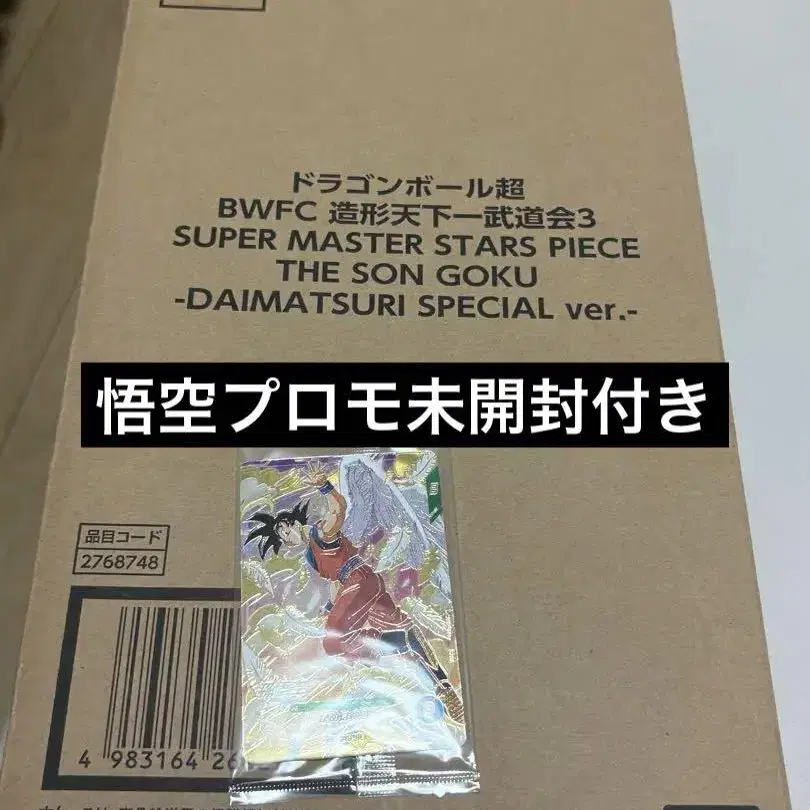 ドラゴンボール超
BWFC 造形天下一武道会3
SUPER MASTER STARS PIECE
THE SON GOKU
-DAIMATSURI SPECIAL ver.-
悟空プロモ未開封付き
品目コード
2768748
4 983164 26